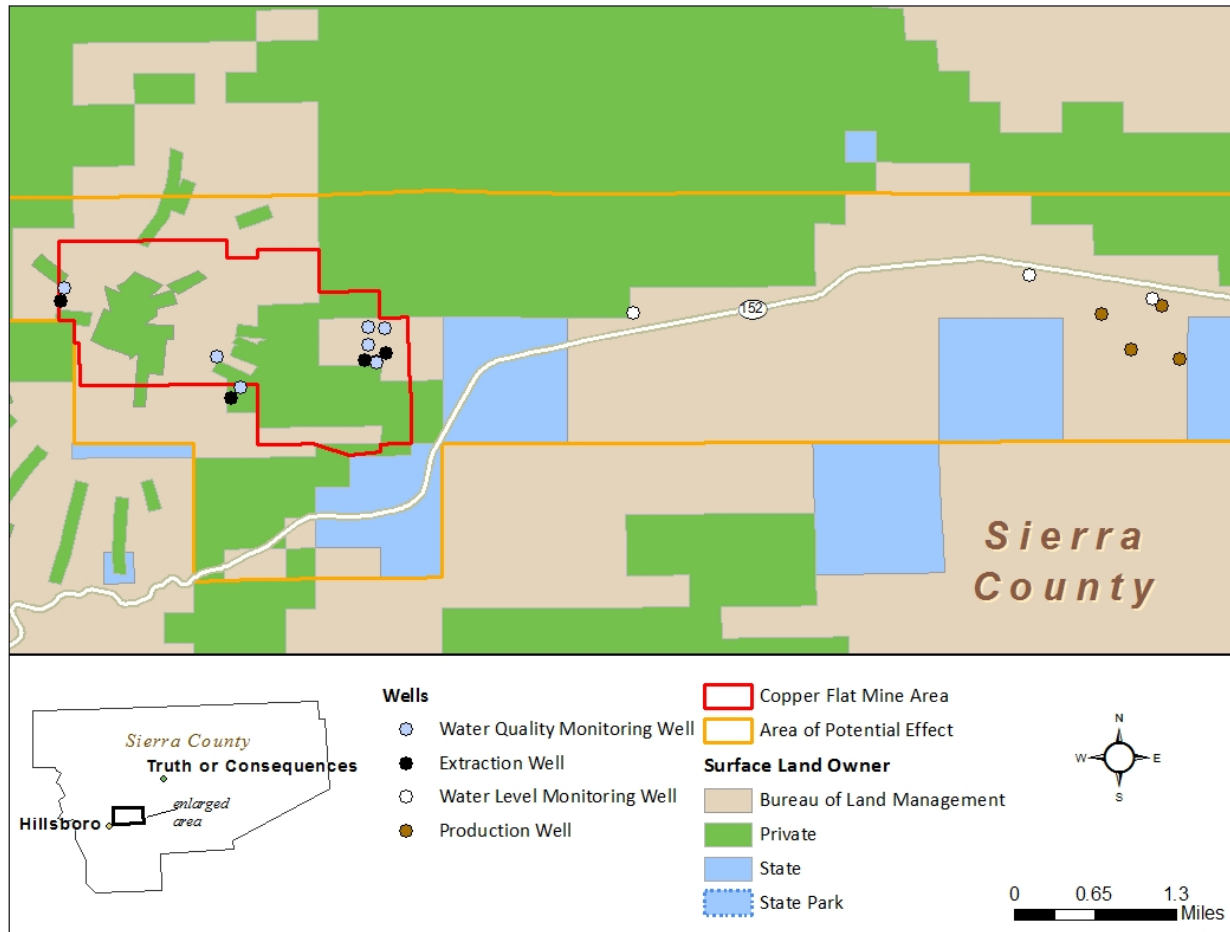 152
Sierra
County
Sierra County
Truth or Consequences
Hillsboro
enlarged
area
Wells
Water Quality Monitoring Well
Extraction Well
Water Level Monitoring Well
Production Well
Copper Flat Mine Area
Area of Potential Effect
Surface Land Owner
Bureau of Land Management
Private
State
State Park
N
W E
S
0 0.65 1.3
Miles